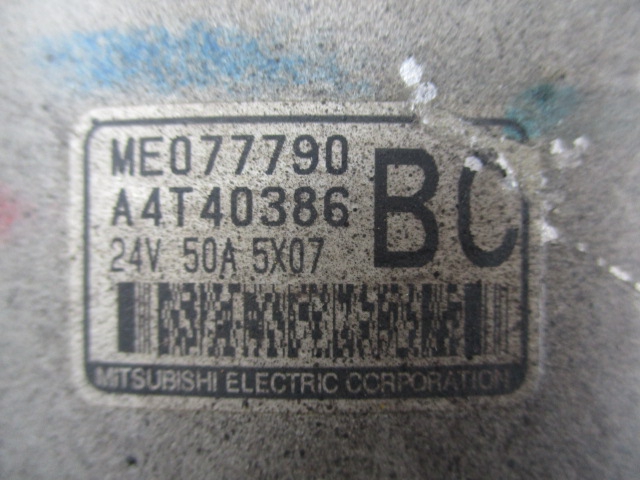 ME077790
A4T40386
BC
24V 50A 5X07
MITSUBISHI ELECTRIC CORPORATION